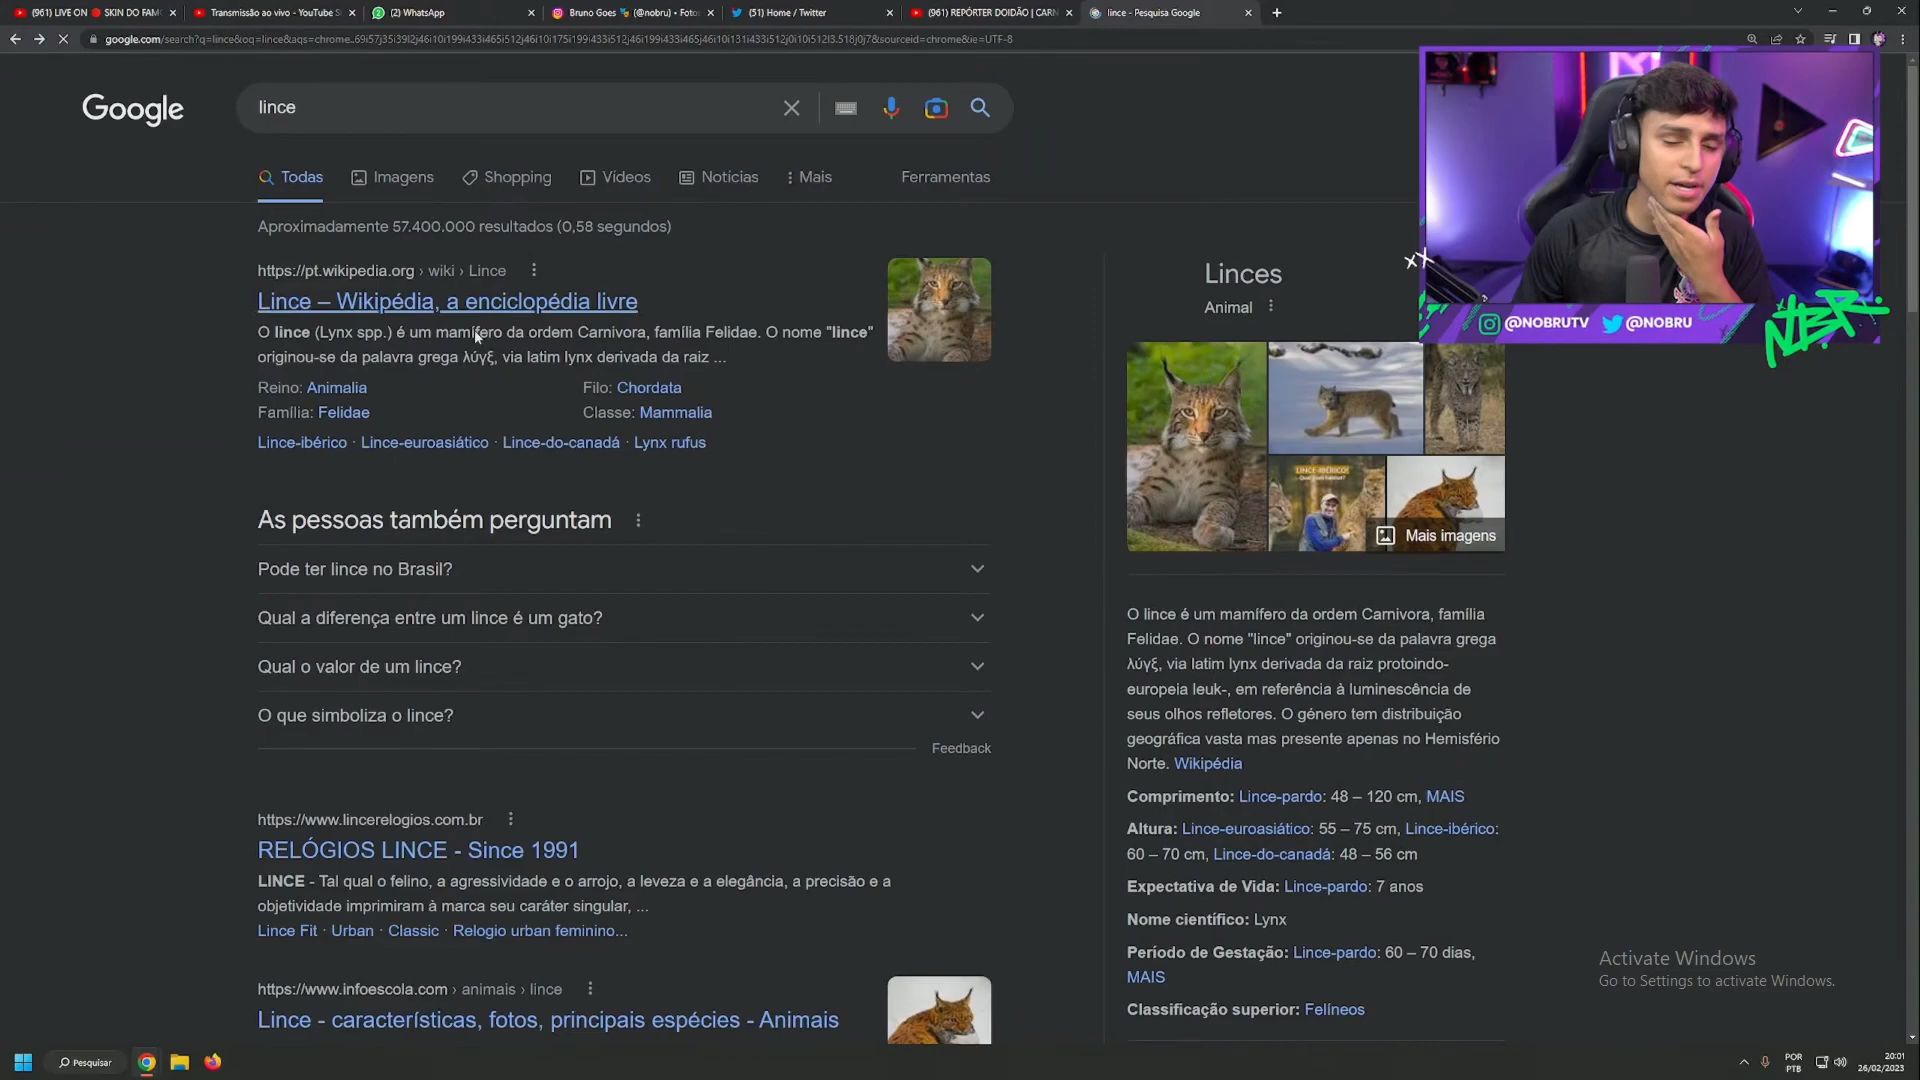 (961) LIVE ON 🔴 SKIN DO FAMO
Transmissão ao vivo - YouTube S
(2) WhatsApp
Bruno Goes 🎭 (@nobru) • Foto
(51) Home / Twitter
(961) REPÓRTER DOIDÃO | CARN
lince - Pesquisa Google
Google
lince
Todas
Imagens
Shopping
Vídeos
Notícias
Mais
Ferramentas
Aproximadamente 57.400.000 resultados (0,58 segundos)
https://pt.wikipedia.org › wiki › Lince
Lince – Wikipédia, a enciclopédia livre
O lince (Lynx spp.) é um mamífero da ordem Carnivora, família Felidae. O nome "lince"
originou-se da palavra grega λύγξ, via latim lynx derivada da raiz ...
Reino: Animalia
Filo: Chordata
Família: Felidae
Classe: Mammalia
Lince-ibérico · Lince-euroasiático · Lince-do-canadá · Lynx rufus
As pessoas também perguntam
Pode ter lince no Brasil?
Qual a diferença entre um lince é um gato?
Qual o valor de um lince?
O que simboliza o lince?
Feedback
https://www.lincerelogios.com.br
RELÓGIOS LINCE - Since 1991
LINCE - Tal qual o felino, a agressividade e o arrojo, a leveza e a elegância, a precisão e a
objetividade imprimiram à marca seu caráter singular, ...
Lince Fit · Urban · Classic · Relogio urban feminino...
https://www.infoescola.com › animais › lince
Lince - características, fotos, principais espécies - Animais
Linces
Animal
LINCE-IBÉRICO!
Mais imagens
O lince é um mamífero da ordem Carnivora, família
Felidae. O nome "lince" originou-se da palavra grega
λύγξ, via latim lynx derivada da raiz protoindo-
europeia leuk-, em referência à luminescência de
seus olhos refletores. O género tem distribuição
geográfica vasta mas presente apenas no Hemisfério
Norte. Wikipédia
Comprimento: Lince-pardo: 48 – 120 cm, MAIS
Altura: Lince-euroasiático: 55 – 75 cm, Lince-ibérico:
60 – 70 cm, Lince-do-canadá: 48 – 56 cm
Expectativa de Vida: Lince-pardo: 7 anos
Nome científico: Lynx
Período de Gestação: Lince-pardo: 60 – 70 dias,
MAIS
Classificação superior: Felíneos
@NOBRUTV
@NOBRU
NBR
Activate Windows
Go to Settings to activate Windows.
Pesquisar
POR
PTB
20:01
26/02/2023